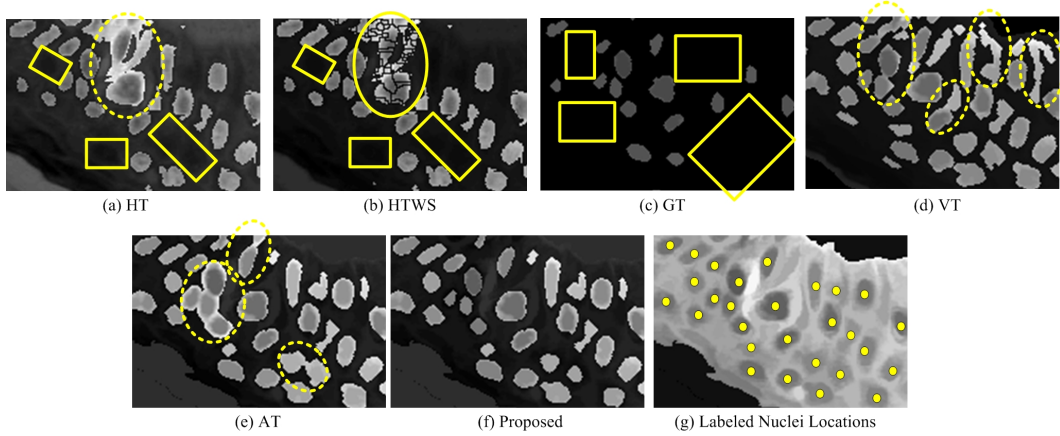 (a) HT
(b) HTWS
(c) GT
(d) VT
(e) AT
(f) Proposed
(g) Labeled Nuclei Locations